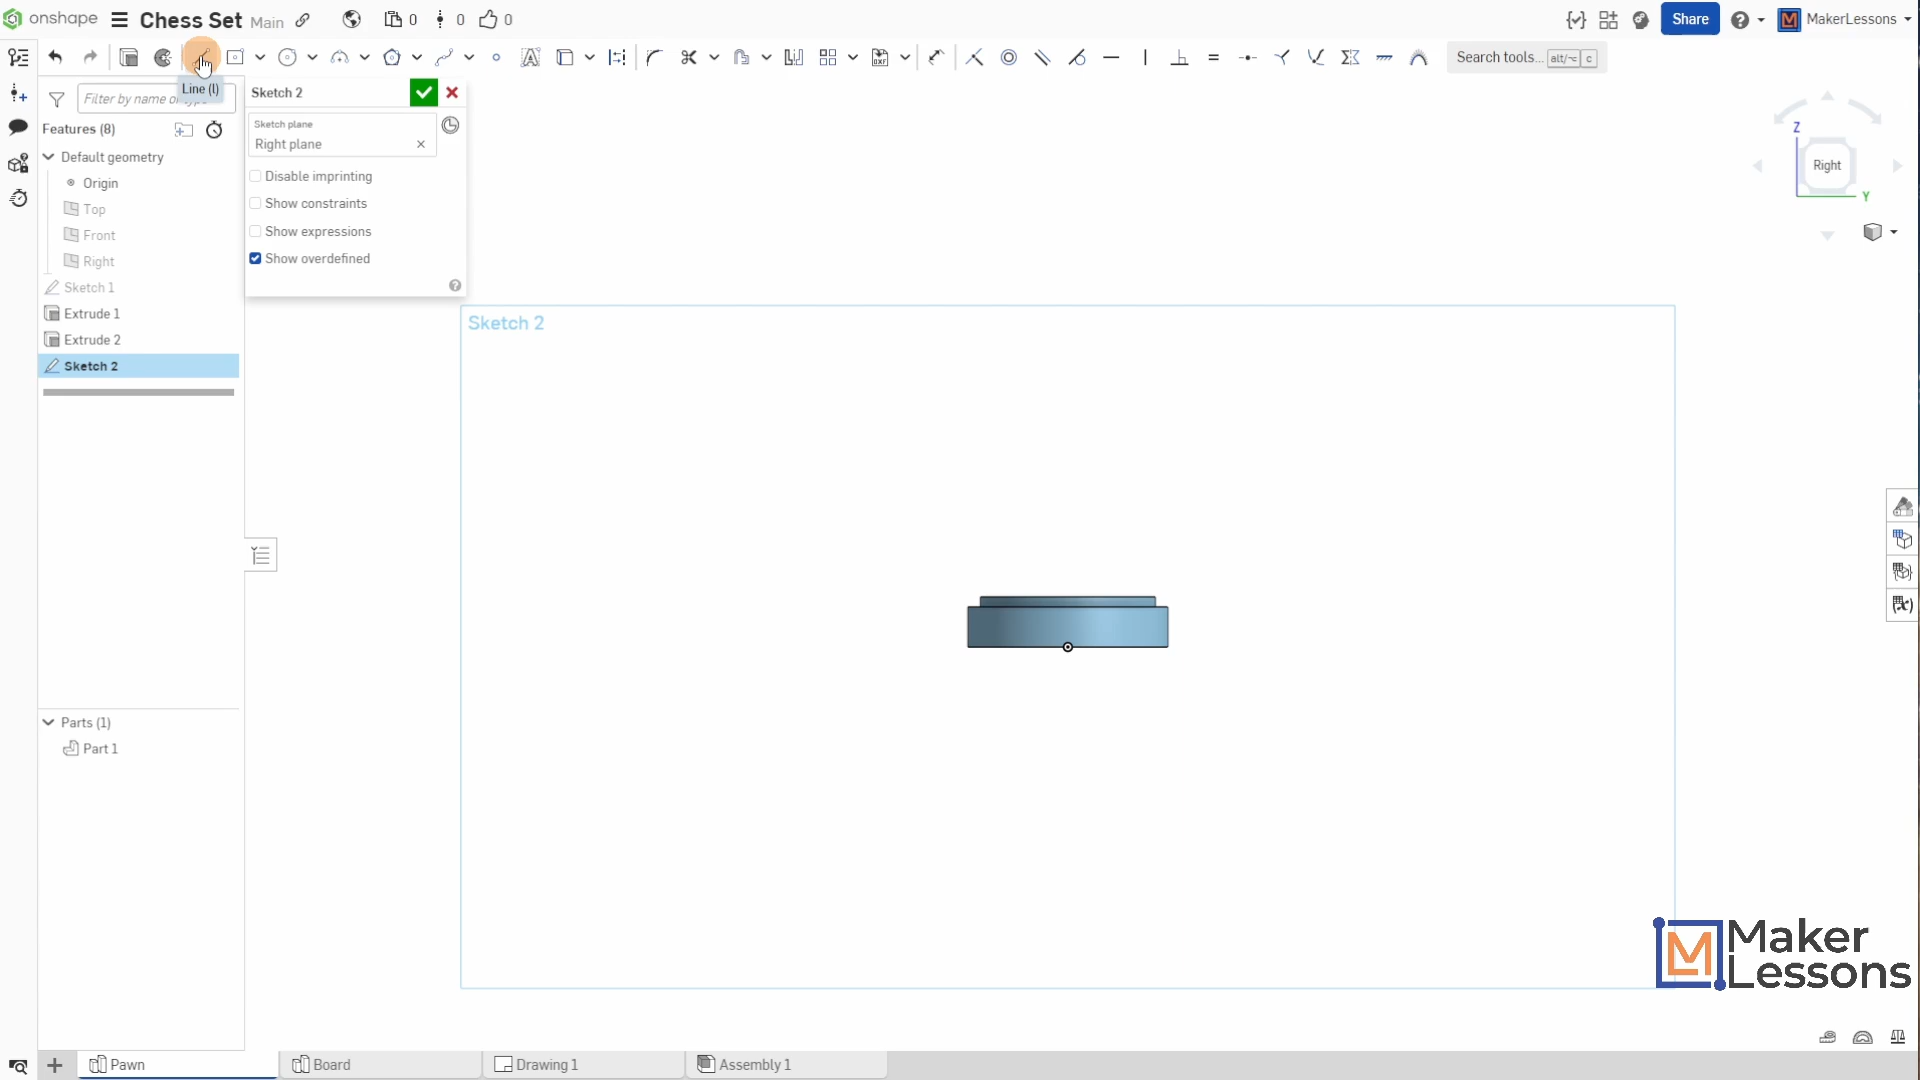 onshape Chess Set Main 0 0 0 Share MakerLessons
Search tools... alt/⌥ c
Line (l)
Filter by name or type
Features (8)
Default geometry
Origin
Top
Front
Right
Sketch 1
Extrude 1
Extrude 2
Sketch 2
Parts (1)
Part 1
Sketch 2
Sketch plane
Right plane
Disable imprinting
Show constraints
Show expressions
Show overdefined
Sketch 2
Z
Right
Y
Maker
Lessons
Pawn Board Drawing 1 Assembly 1